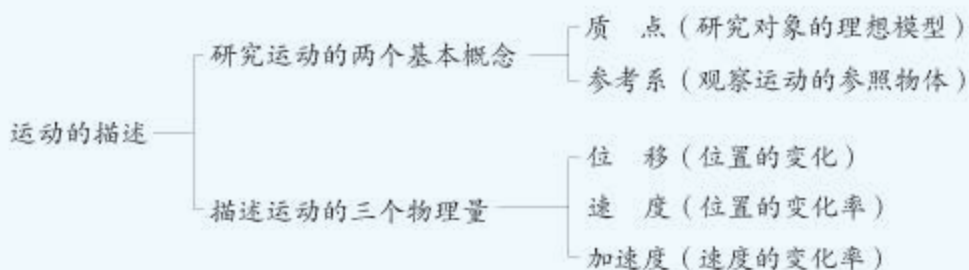 质 点（研究对象的理想模型）
研究运动的两个基本概念
参考系（观察运动的参照物体）
运动的描述
位 移（位置的变化）
描述运动的三个物理量
速 度（位置的变化率）
加速度（速度的变化率）